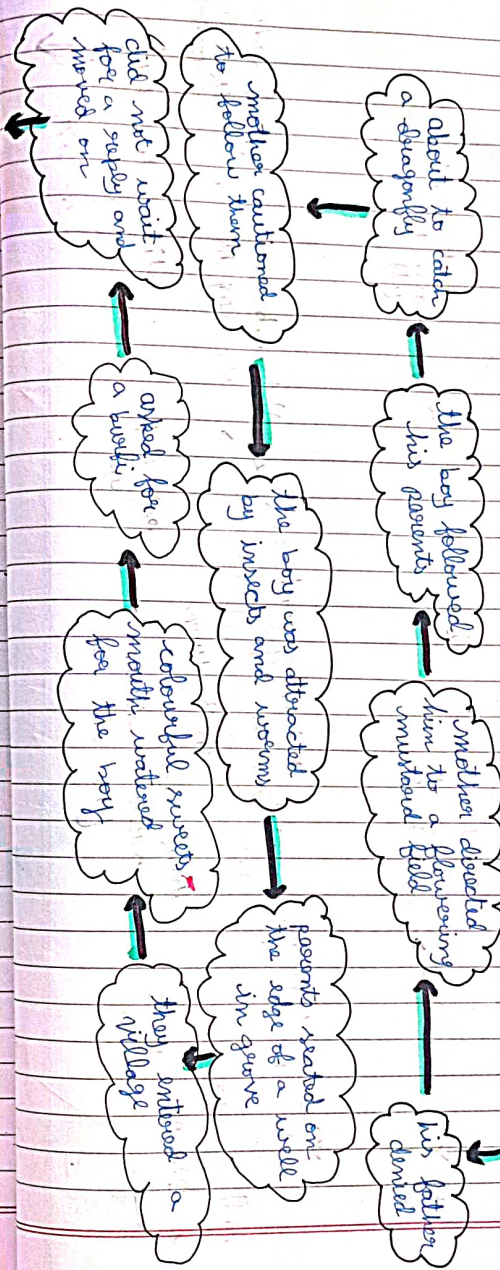 his father
denied
mother directed
him to a flowering
mustard field
the boy followed
his parents
about to catch
a dragonfly
mother cautioned
to follow them
the boy was attracted
by insects and worms
parents seated on
the edge of a well
in grove
they entered a
village
colourful sweets
mouth watered
for the boy
asked for
a burfi
did not wait
for a reply and
moved on